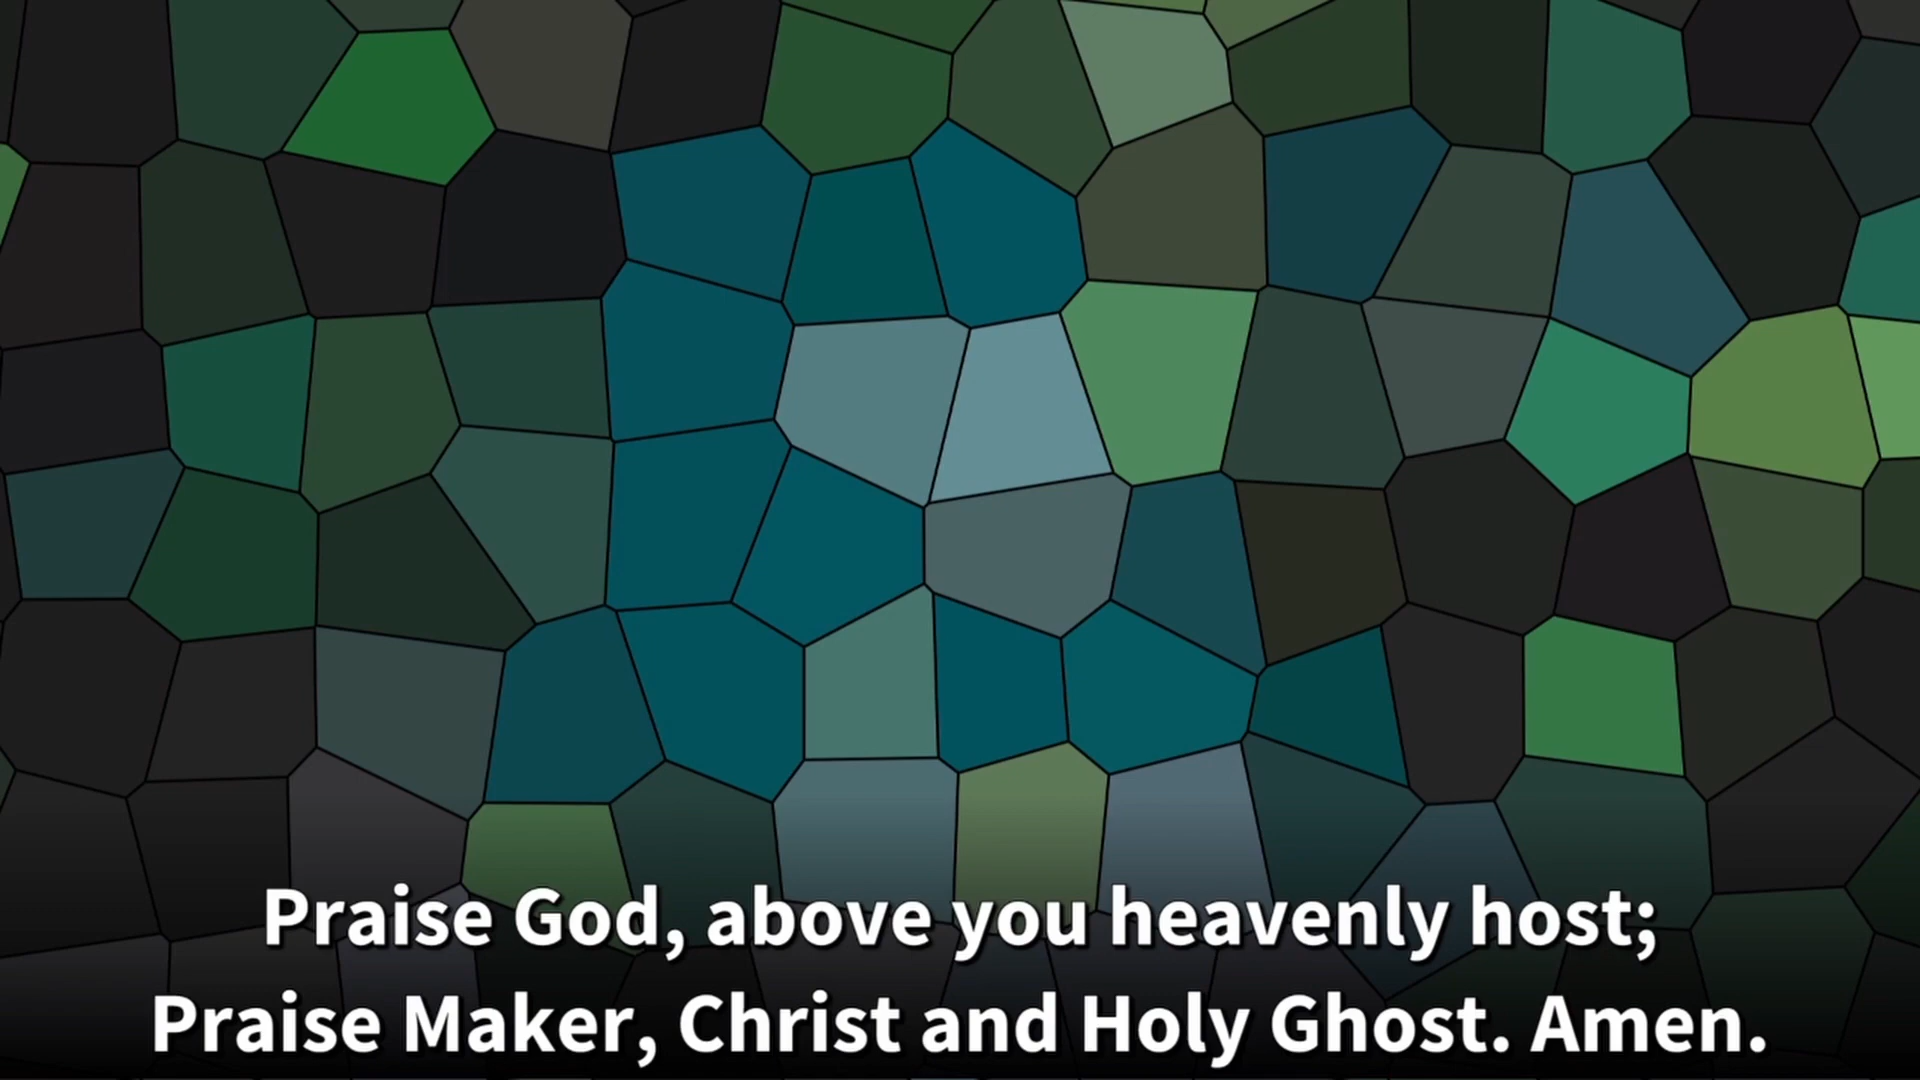 Praise God, above you heavenly host;
Praise Maker, Christ and Holy Ghost. Amen.